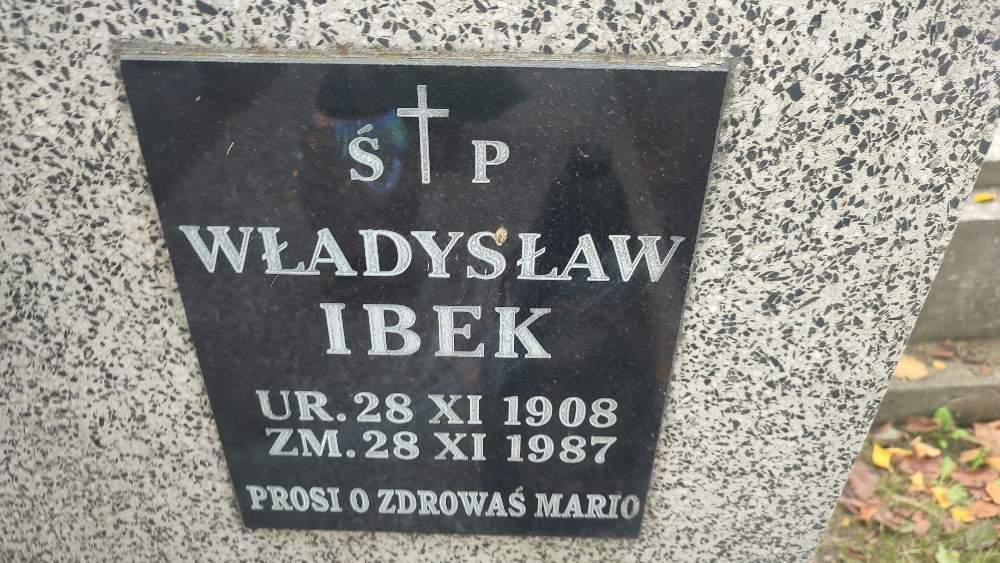 Ś P
WŁADYSŁAW
IBEK
UR. 28 XI 1908
ZM. 28 XI 1987
PROSI O ZDROWAŚ MARIO